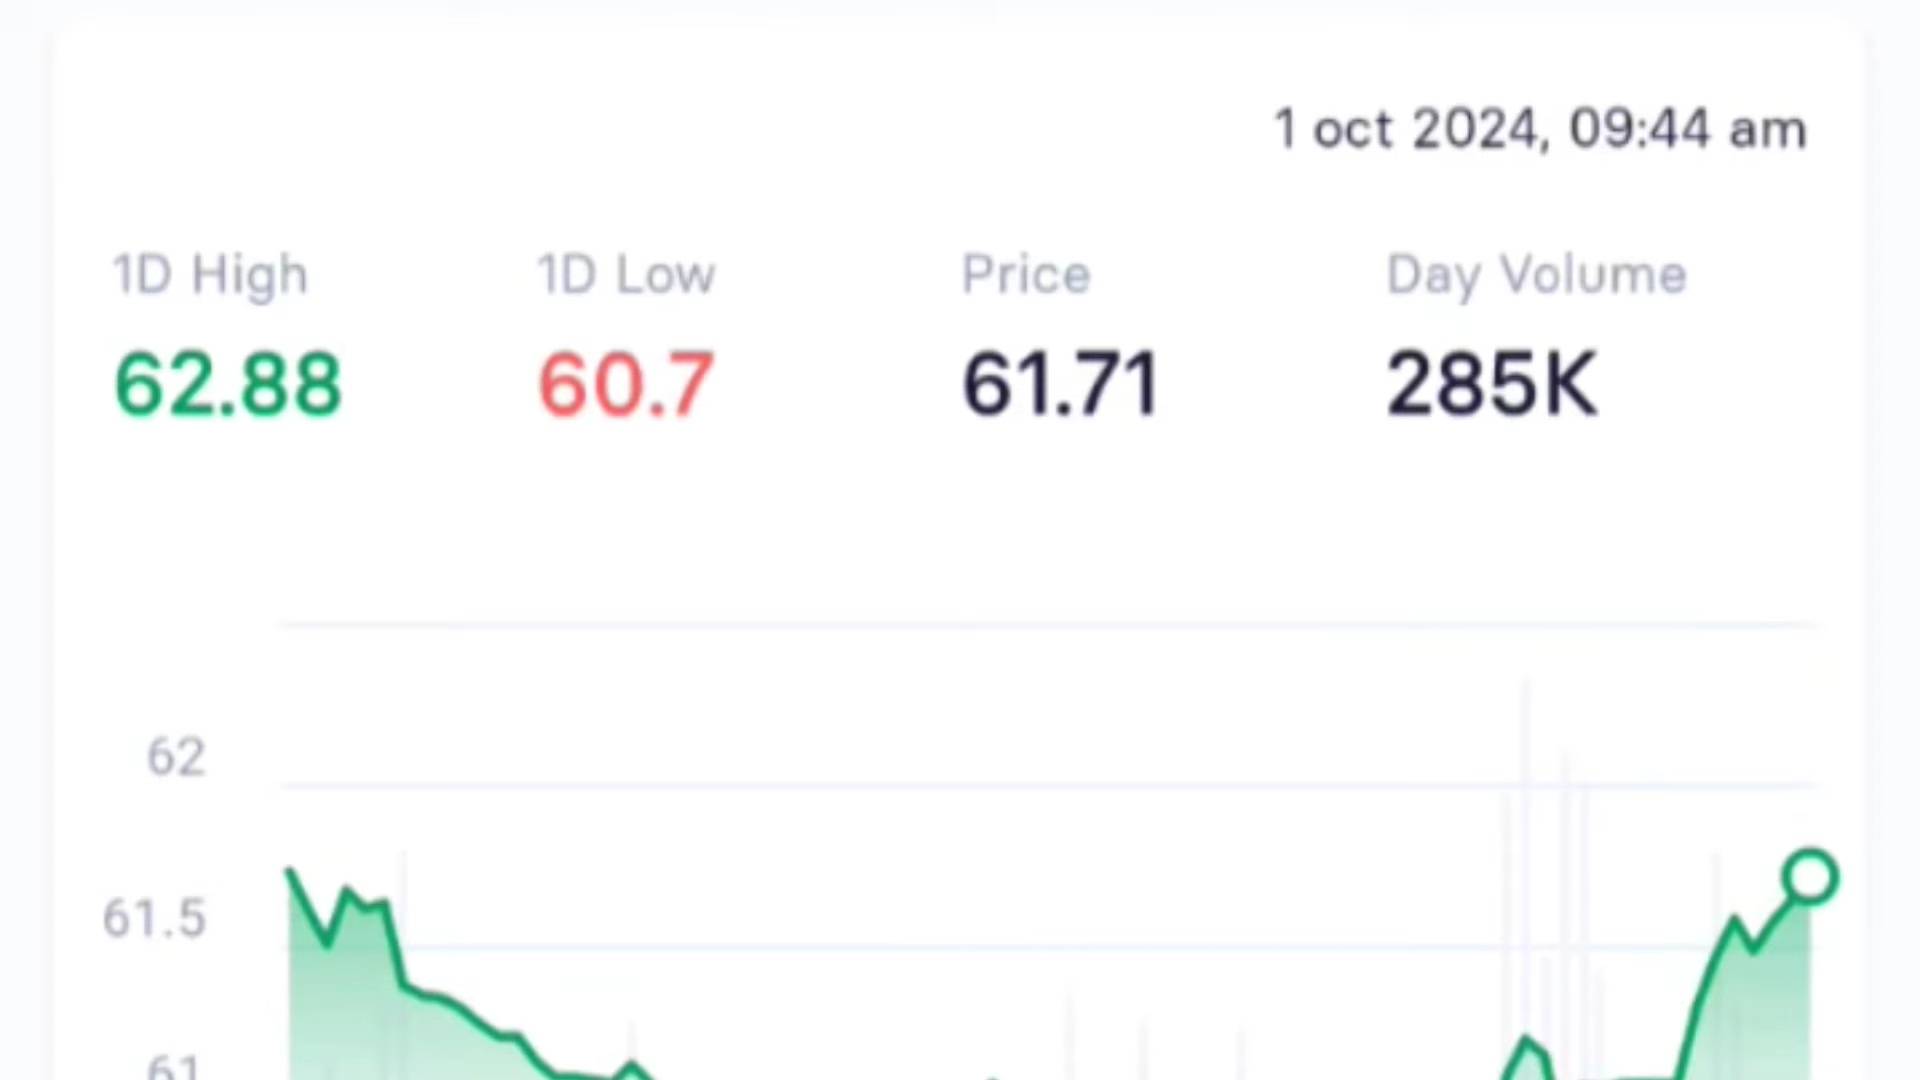 1 oct 2024, 09:44 am
1D High 1D Low Price Day Volume
62.88 60.7 61.71 285K
62
61.5
61